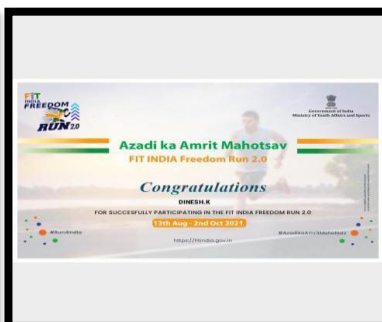 FIT
INDIA
FREEDOM
RUN 2.0
Government of India
Ministry of Youth Affairs and Sports
Azadi ka Amrit Mahotsav
FIT INDIA Freedom Run 2.0
Congratulations
DINESH.K
FOR SUCCESFULLY PARTICIPATING IN THE FIT INDIA FREEDOM RUN 2.0
13th Aug - 2nd Oct 2021
#Run4India
#AzadiKaAmritMahotsav
https://fitindia.gov.in